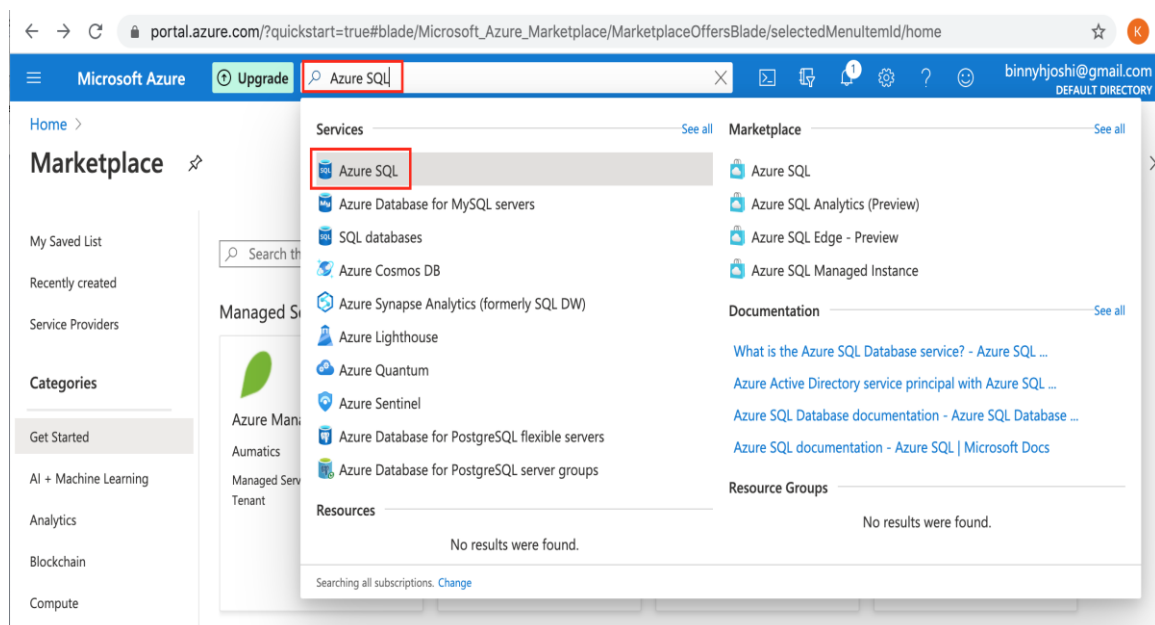 portal.azure.com/?quickstart=true#blade/Microsoft_Azure_Marketplace/MarketplaceOffersBlade/selectedMenuItemId/home
K
Microsoft Azure
Upgrade
Azure SQL
1
binnyhjoshi@gmail.com
DEFAULT DIRECTORY
Home >
Marketplace
My Saved List
Recently created
Service Providers
Categories
Get Started
AI + Machine Learning
Analytics
Blockchain
Compute
Search th
Managed S
Azure Mana
Aumatics
Managed Serv
Tenant
Services
See all
Azure SQL
Azure Database for MySQL servers
SQL databases
Azure Cosmos DB
Azure Synapse Analytics (formerly SQL DW)
Azure Lighthouse
Azure Quantum
Azure Sentinel
Azure Database for PostgreSQL flexible servers
Azure Database for PostgreSQL server groups
Resources
No results were found.
Marketplace
See all
Azure SQL
Azure SQL Analytics (Preview)
Azure SQL Edge - Preview
Azure SQL Managed Instance
Documentation
See all
What is the Azure SQL Database service? - Azure SQL ...
Azure Active Directory service principal with Azure SQL ...
Azure SQL Database documentation - Azure SQL Database ...
Azure SQL documentation - Azure SQL | Microsoft Docs
Resource Groups
No results were found.
Searching all subscriptions. Change